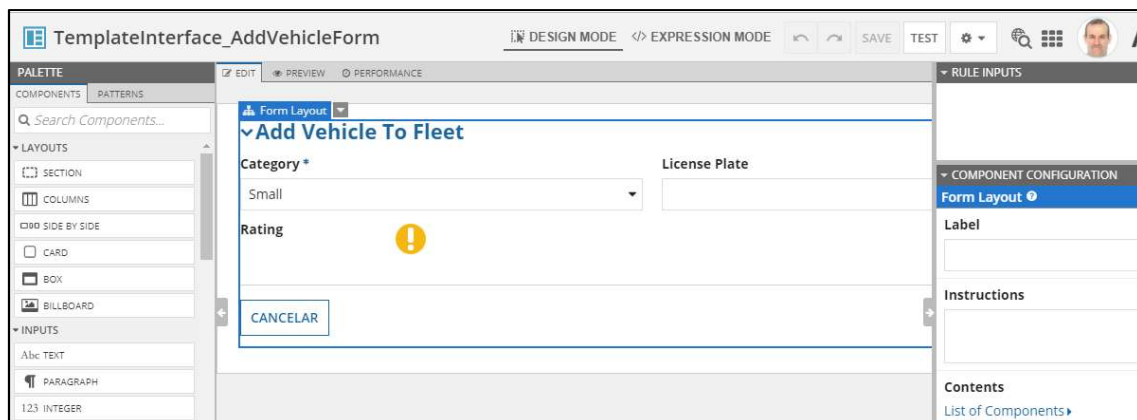 TemplateInterface_AddVehicleForm
DESIGN MODE
</> EXPRESSION MODE
SAVE
TEST
PALETTE
EDIT
PREVIEW
PERFORMANCE
RULE INPUTS
COMPONENTS
PATTERNS
Search Components...
LAYOUTS
SECTION
COLUMNS
SIDE BY SIDE
CARD
BOX
BILLBOARD
INPUTS
Abc TEXT
PARAGRAPH
123 INTEGER
Form Layout
Add Vehicle To Fleet
Category *
License Plate
Small
Rating
CANCELAR
COMPONENT CONFIGURATION
Form Layout
Label
Instructions
Contents
List of Components